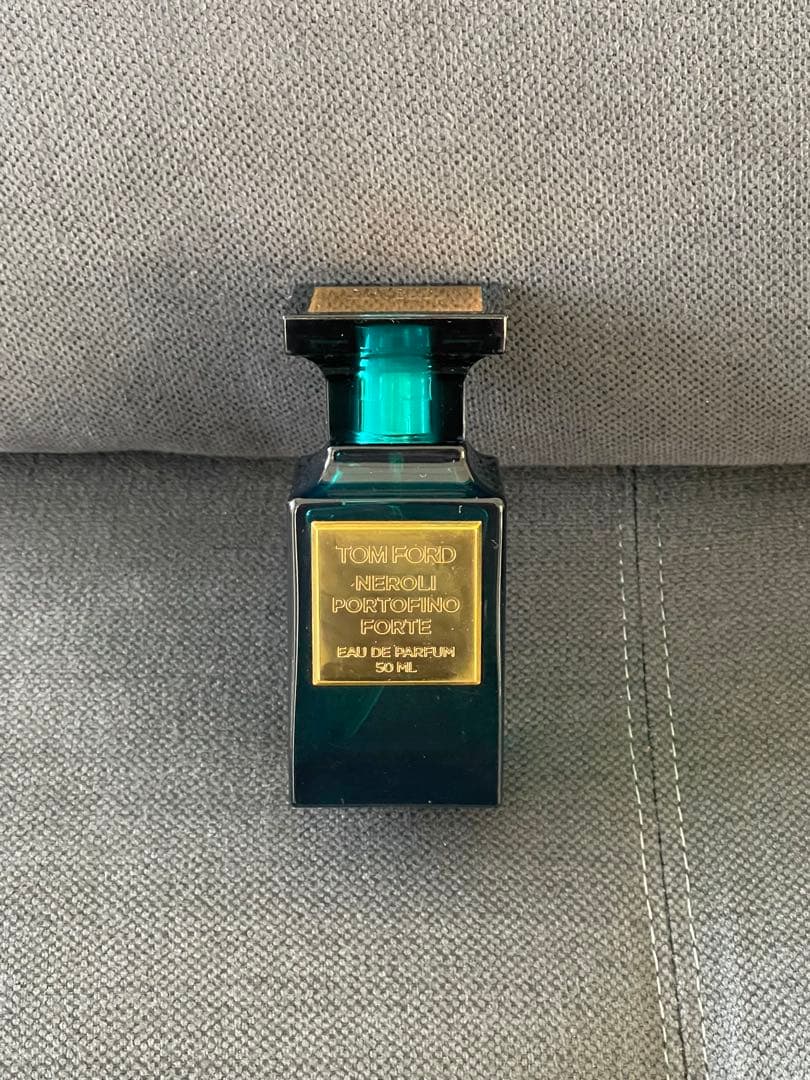 TOM FORD
NEROLI
PORTOFINO
FORTE
EAU DE PARFUM
50 ML